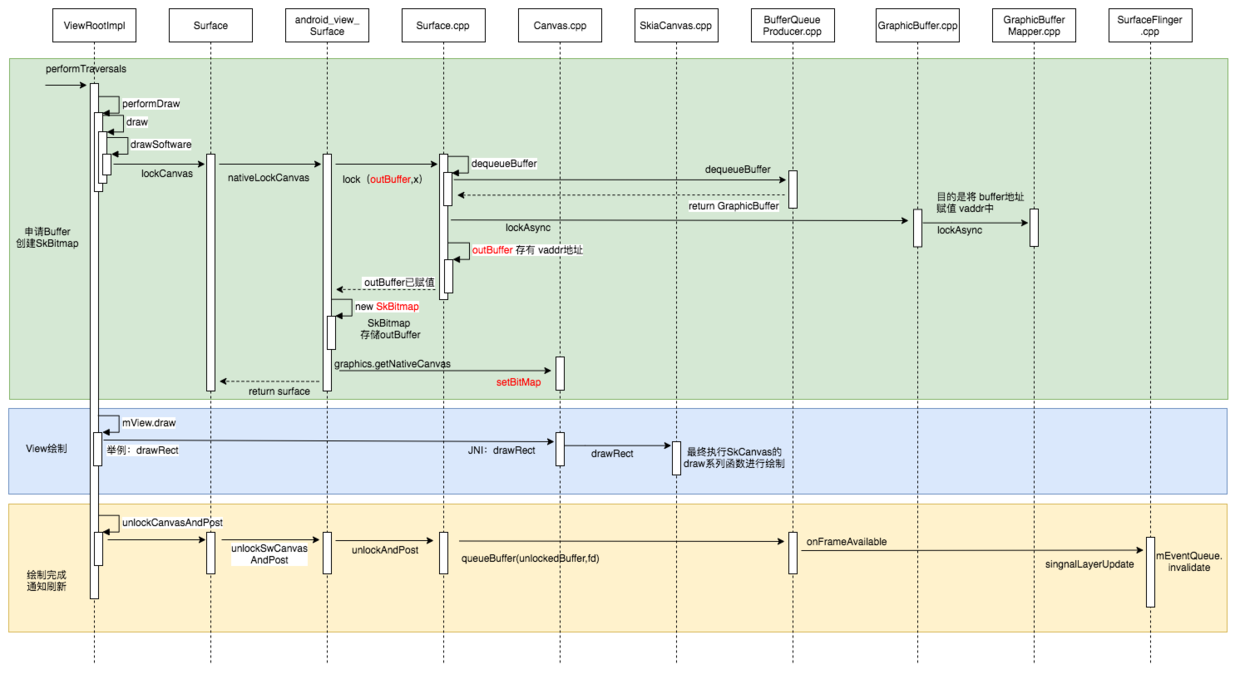 ViewRootImpl
Surface
android_view_
Surface
Surface.cpp
Canvas.cpp
SkiaCanvas.cpp
BufferQueue
Producer.cpp
GraphicBuffer.cpp
GraphicBuffer
Mapper.cpp
SurfaceFlinger
.cpp
performTraversals
performDraw
draw
drawSoftware
lockCanvas
nativeLockCanvas
lock（outBuffer,x）
dequeueBuffer
dequeueBuffer
return GraphicBuffer
目的是将 buffer地址
赋值 vaddr中
lockAsync
lockAsync
申请Buffer
创建SkBitmap
outBuffer 存有 vaddr地址
outBuffer已赋值
new SkBitmap
SkBitmap
存储outBuffer
graphics.getNativeCanvas
setBitMap
return surface
mView.draw
View绘制
举例：drawRect
JNI：drawRect
drawRect
最终执行SkCanvas的
draw系列函数进行绘制
unlockCanvasAndPost
unlockSwCanvas
AndPost
unlockAndPost
queueBuffer(unlockedBuffer,fd)
onFrameAvailable
singnalLayerUpdate
mEventQueue.
invalidate
绘制完成
通知刷新